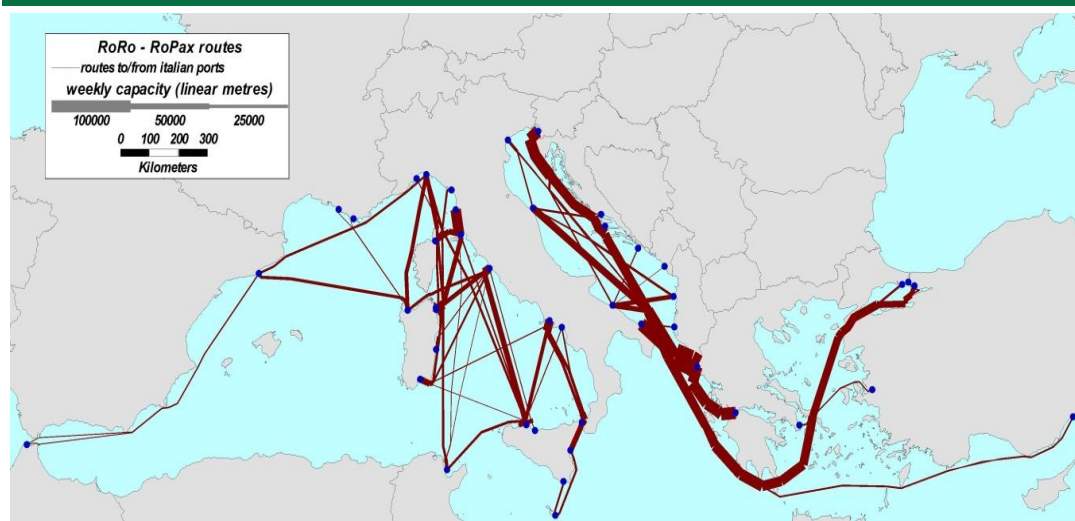 RoRo - RoPax routes
routes to/from italian ports
weekly capacity (linear metres)
100000 50000 25000
0 100 200 300
Kilometers